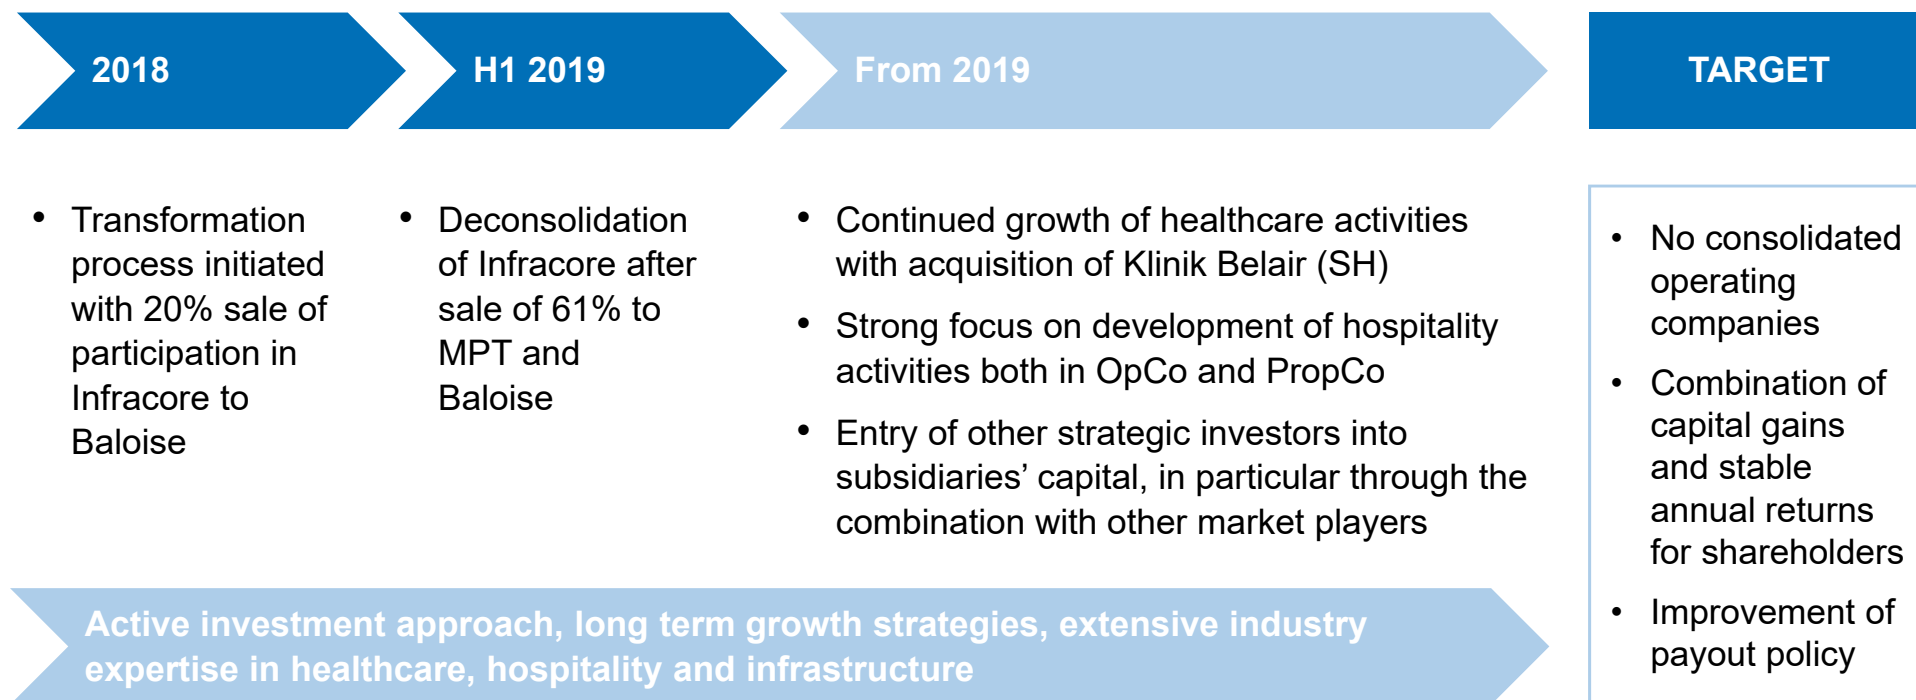 2018
H1 2019
From 2019
TARGET
• Transformation
process initiated
with 20% sale of
participation in
Infracore to
Baloise
• Deconsolidation
of Infracore after
sale of 61% to
MPT and
Baloise
• Continued growth of healthcare activities
with acquisition of Klinik Belair (SH)
• Strong focus on development of hospitality
activities both in OpCo and PropCo
• Entry of other strategic investors into
subsidiaries’ capital, in particular through the
combination with other market players
• No consolidated
operating
companies
• Combination of
capital gains
and stable
annual returns
for shareholders
• Improvement of
payout policy
Active investment approach, long term growth strategies, extensive industry
expertise in healthcare, hospitality and infrastructure